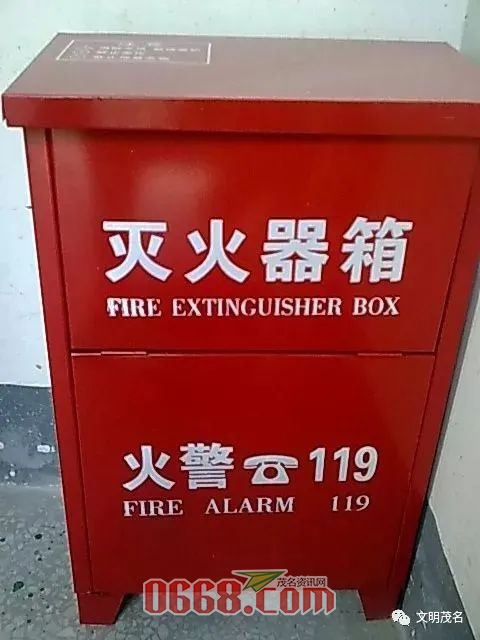 灭火器箱
FIRE EXTINGUISHER BOX
火警☎119
FIRE ALARM 119
茂名资讯网
0668.com
文明茂名